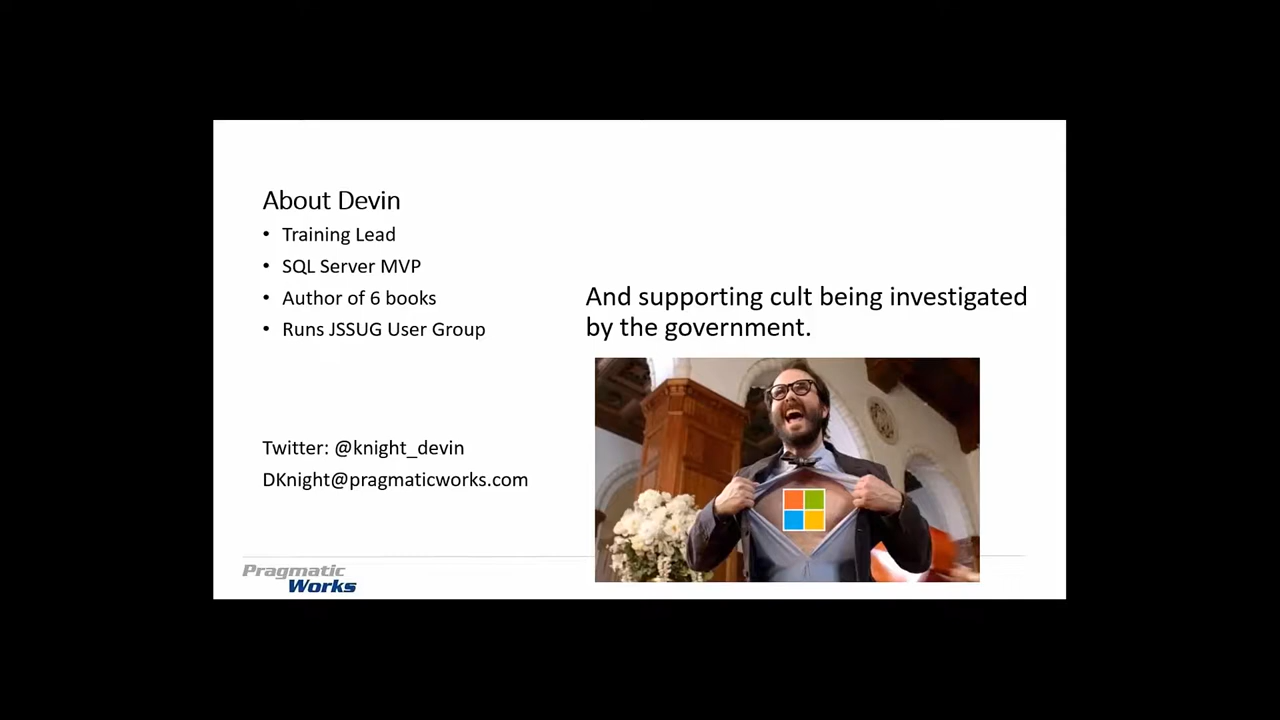 About Devin
• Training Lead
• SQL Server MVP
• Author of 6 books
• Runs JSSUG User Group
Twitter: @knight_devin
DKnight@pragmaticworks.com
And supporting cult being investigated
by the government.
Pragmatic
Works